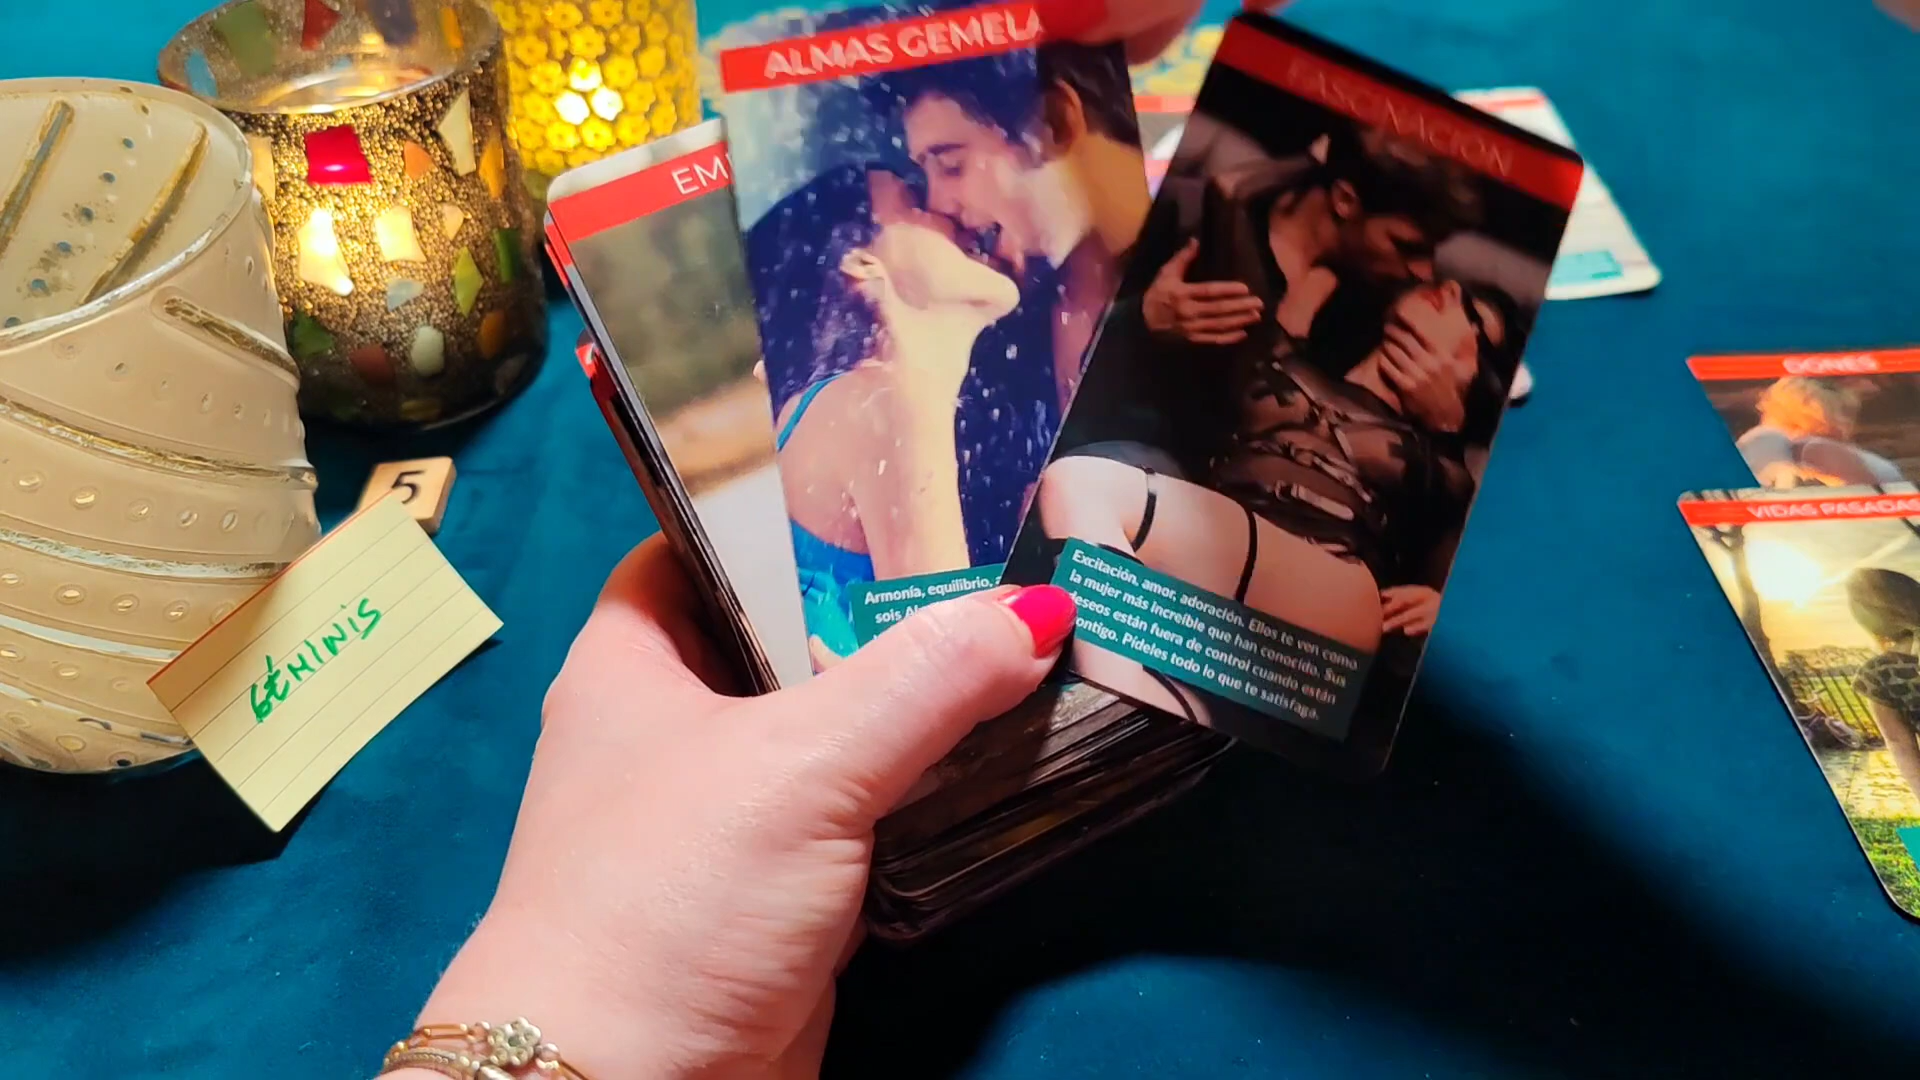 ALMAS GEMELA
FASCINACIÓN
EM
DONES
VIDAS PASADAS
5
GÉMINIS
Armonía, equilibrio,
sois
Excitación, amor, adoración. Ellos te ven como
la mujer más increíble que han conocido. Sus
deseos están fuera de control cuando están
contigo. Pídeles todo lo que te satisfaga.